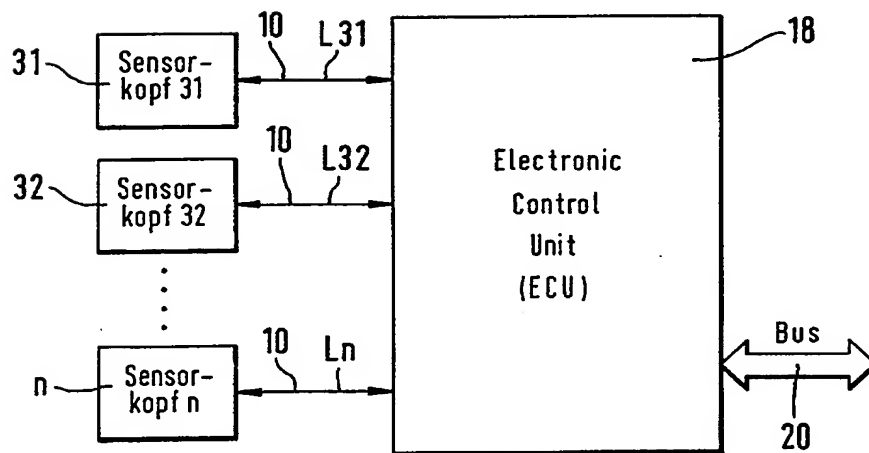 10 L31
18
31
Sensor-
kopf 31
10 L32
32
Sensor-
kopf 32
Electronic
Control
Unit
(ECU)
10 Ln
n
Sensor-
kopf n
Bus
20